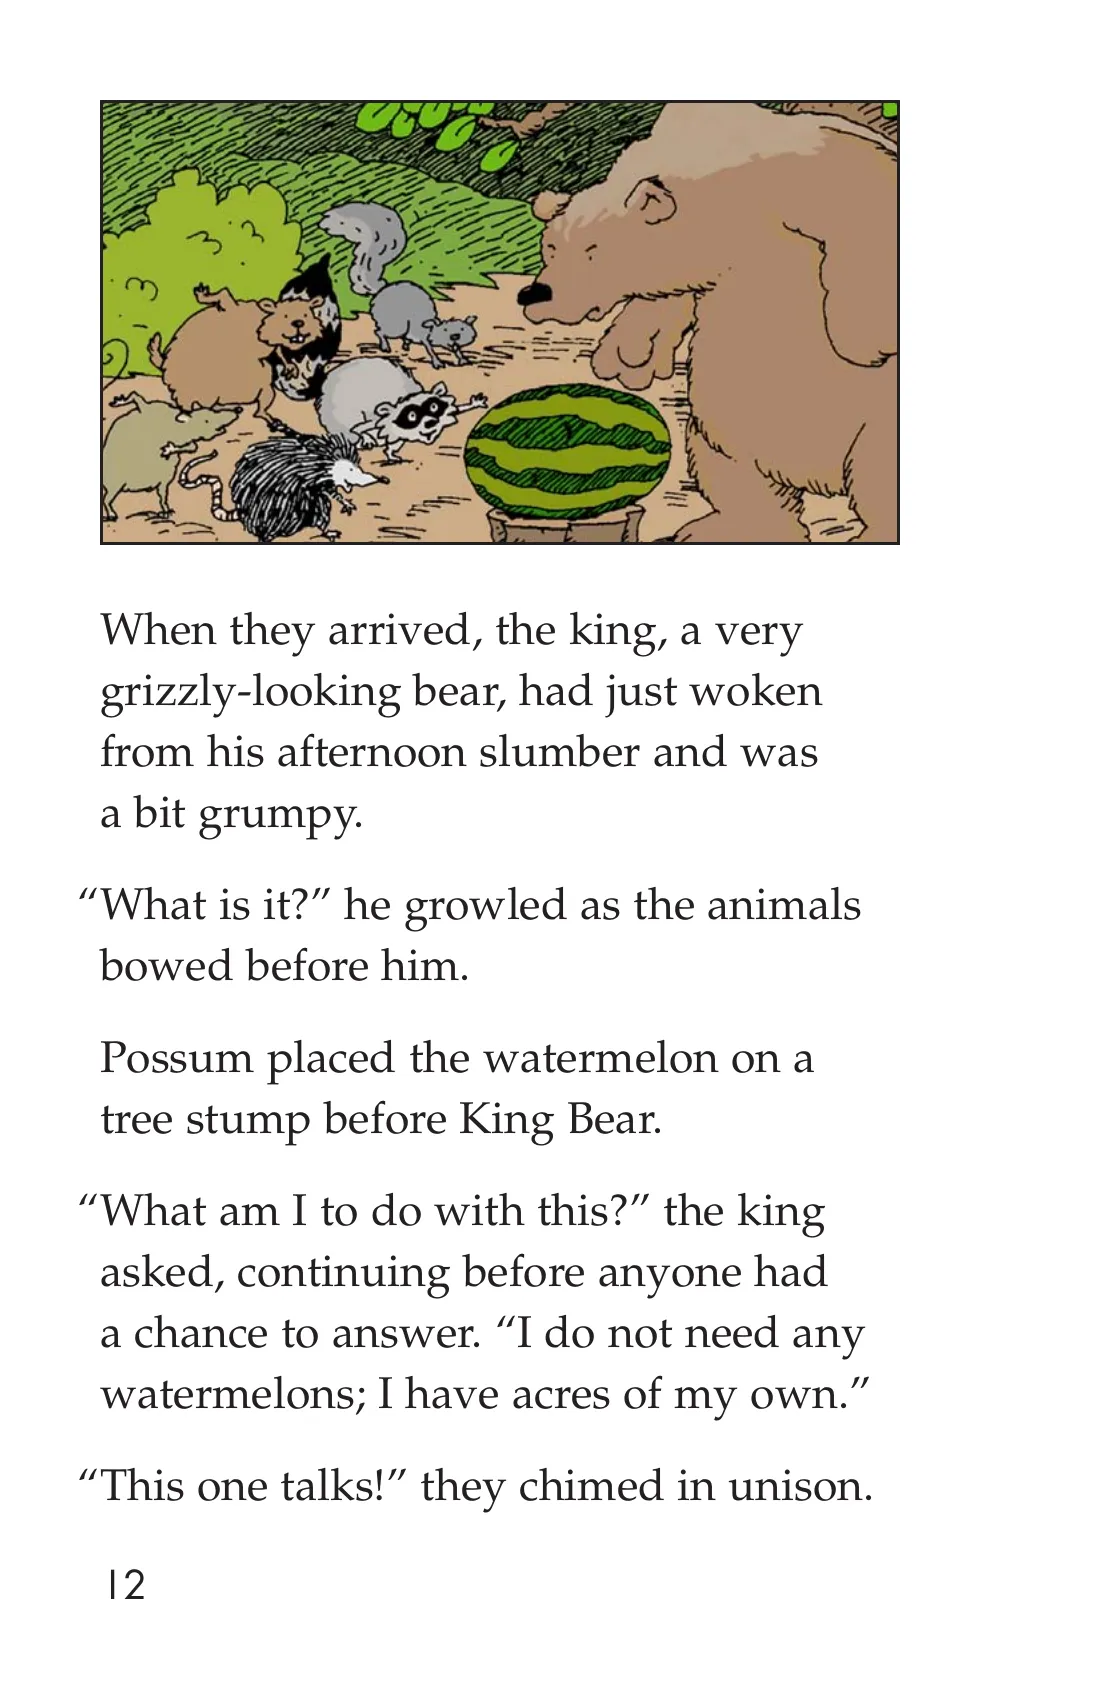 When they arrived, the king, a very
grizzly-looking bear, had just woken
from his afternoon slumber and was
a bit grumpy.
“What is it?” he growled as the animals
bowed before him.
Possum placed the watermelon on a
tree stump before King Bear.
“What am I to do with this?” the king
asked, continuing before anyone had
a chance to answer. “I do not need any
watermelons; I have acres of my own.”
“This one talks!” they chimed in unison.
12